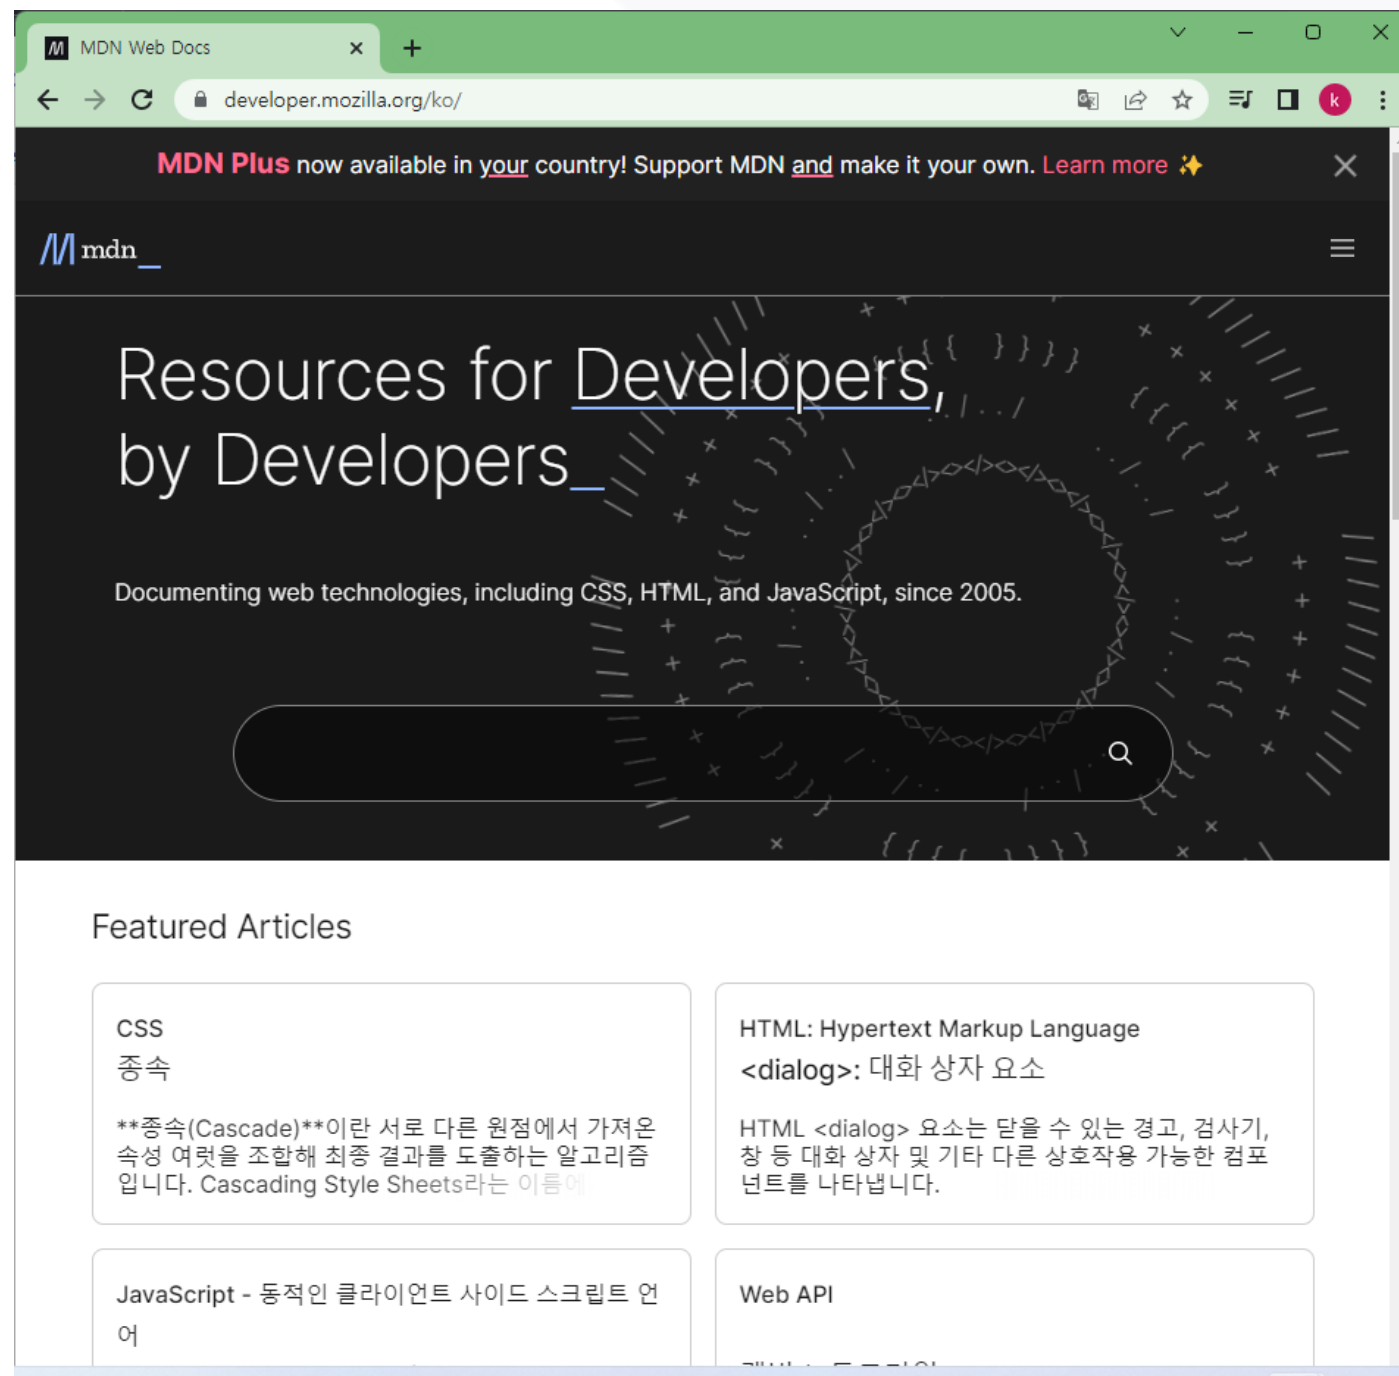 MDN Web Docs
developer.mozilla.org/ko/
k
MDN Plus now available in your country! Support MDN and make it your own. Learn more ✨
mdn_
Resources for Developers,
by Developers_
Documenting web technologies, including CSS, HTML, and JavaScript, since 2005.
Featured Articles
CSS
종속
**종속(Cascade)**이란 서로 다른 원점에서 가져온
속성 여럿을 조합해 최종 결과를 도출하는 알고리즘
입니다. Cascading Style Sheets라는 이름에
HTML: Hypertext Markup Language
<dialog>: 대화 상자 요소
HTML <dialog> 요소는 닫을 수 있는 경고, 검사기,
창 등 대화 상자 및 기타 다른 상호작용 가능한 컴포
넌트를 나타냅니다.
JavaScript - 동적인 클라이언트 사이드 스크립트 언
어
Web API